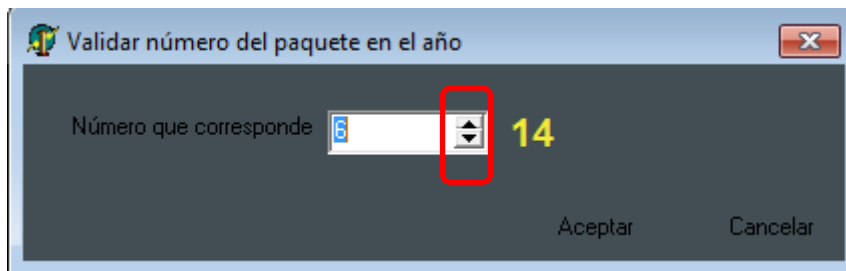 Validar número del paquete en el año
Número que corresponde 6 14
Aceptar Cancelar